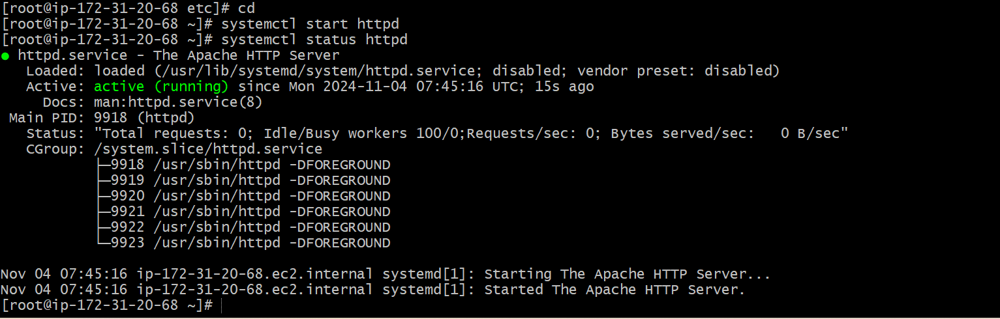 [root@ip-172-31-20-68 etc]# cd
[root@ip-172-31-20-68 ~]# systemctl start httpd
[root@ip-172-31-20-68 ~]# systemctl status httpd
● httpd.service - The Apache HTTP Server
   Loaded: loaded (/usr/lib/systemd/system/httpd.service; disabled; vendor preset: disabled)
   Active: active (running) since Mon 2024-11-04 07:45:16 UTC; 15s ago
     Docs: man:httpd.service(8)
 Main PID: 9918 (httpd)
   Status: "Total requests: 0; Idle/Busy workers 100/0;Requests/sec: 0; Bytes served/sec:   0 B/sec"
   CGroup: /system.slice/httpd.service
           ├─9918 /usr/sbin/httpd -DFOREGROUND
           ├─9919 /usr/sbin/httpd -DFOREGROUND
           ├─9920 /usr/sbin/httpd -DFOREGROUND
           ├─9921 /usr/sbin/httpd -DFOREGROUND
           ├─9922 /usr/sbin/httpd -DFOREGROUND
           └─9923 /usr/sbin/httpd -DFOREGROUND

Nov 04 07:45:16 ip-172-31-20-68.ec2.internal systemd[1]: Starting The Apache HTTP Server...
Nov 04 07:45:16 ip-172-31-20-68.ec2.internal systemd[1]: Started The Apache HTTP Server.
[root@ip-172-31-20-68 ~]#